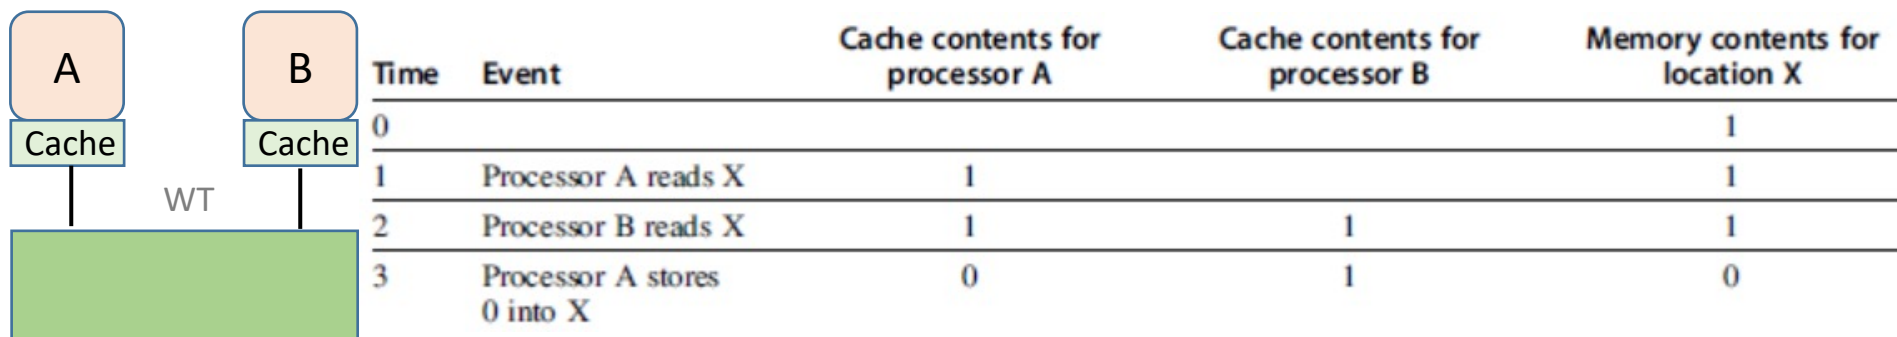 A
B
Cache
Cache
WT
Cache contents for processor A
Cache contents for processor B
Memory contents for location X
Time Event
0 1
1 Processor A reads X 1 1
2 Processor B reads X 1 1 1
3 Processor A stores 0 1 0
0 into X